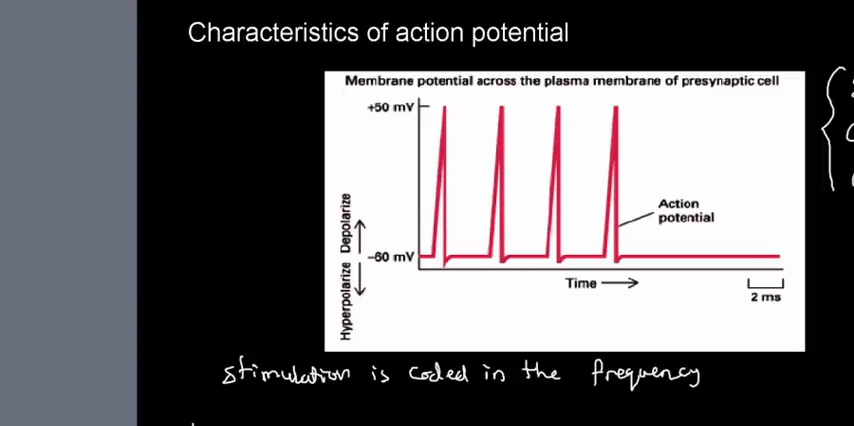 Characteristics of action potential
Membrane potential across the plasma membrane of presynaptic cell
+50 mV
Depolarize
Action
potential
–60 mV
Hyperpolarize
Time
2 ms
stimulation is coded in the frequency